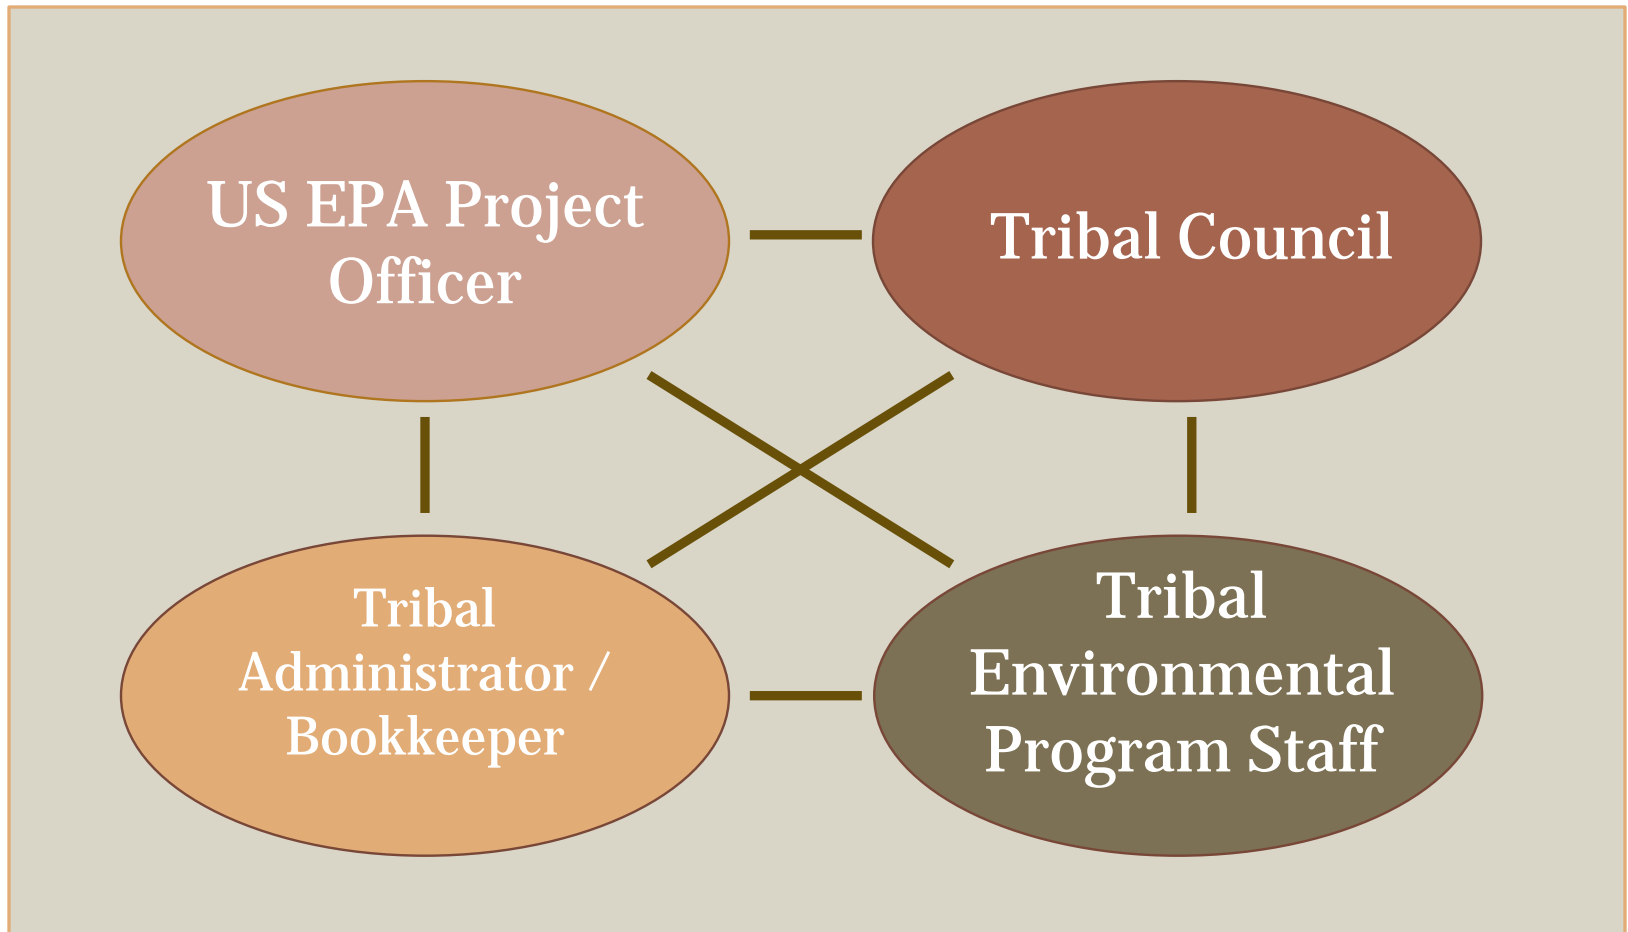 US EPA Project
Officer
Tribal Council
Tribal
Administrator /
Bookkeeper
Tribal
Environmental
Program Staff